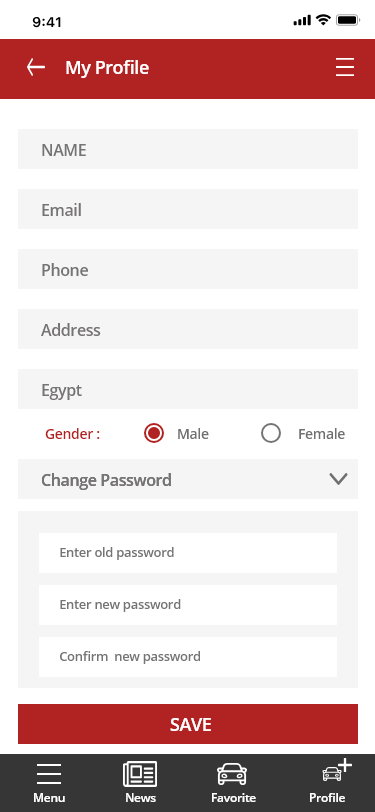 9:41
My Profile
NAME
Email
Phone
Address
Egypt
Gender : Male Female
Change Password
Enter old password
Enter new password
Confirm new password
SAVE
Menu News Favorite Profile